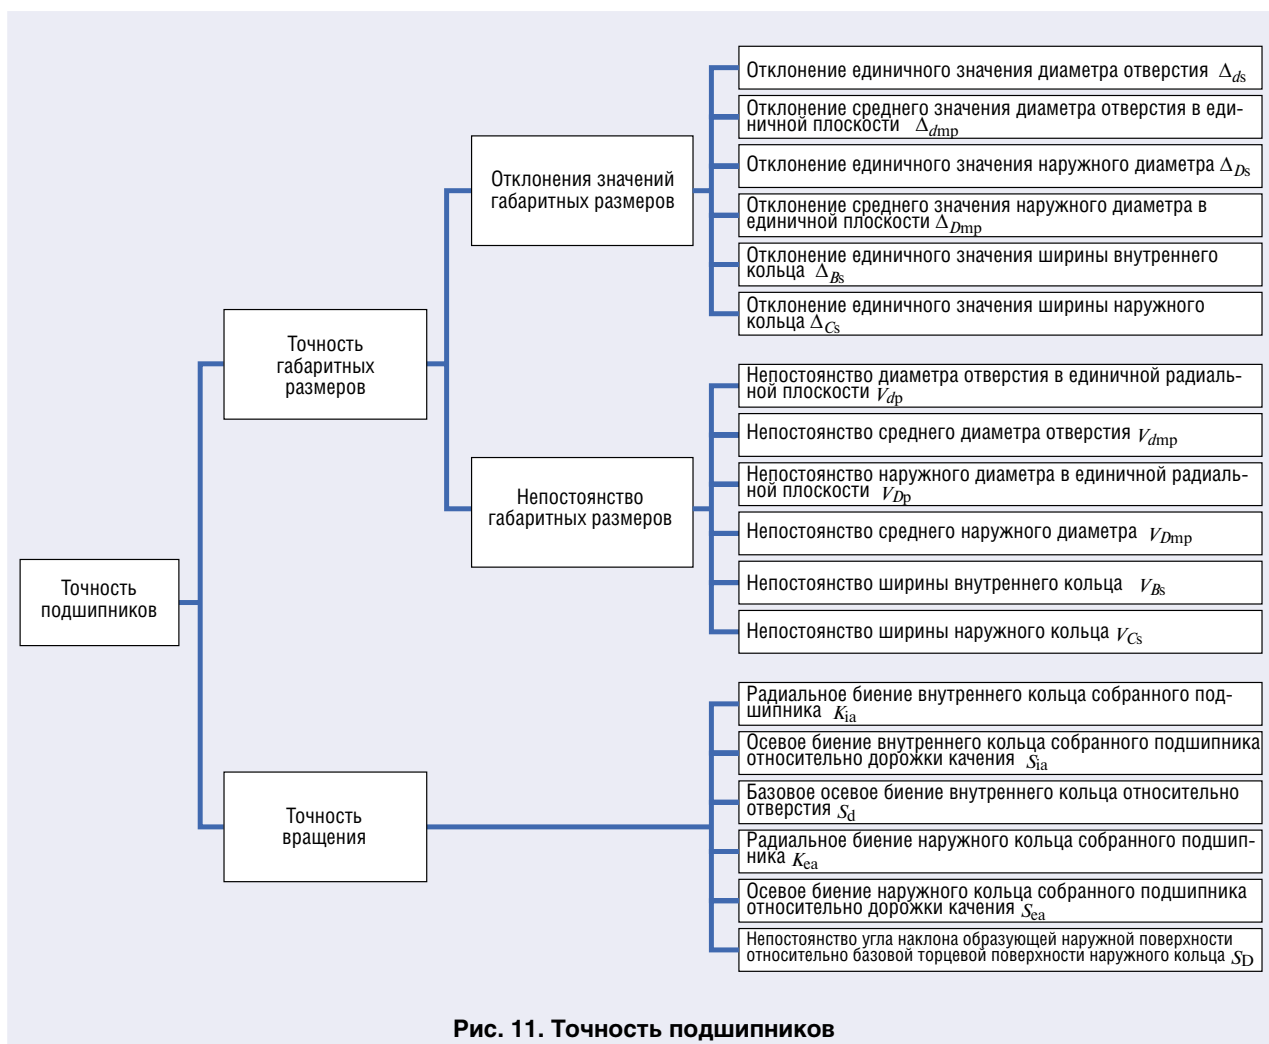 Точность
подшипников
Точность
габаритных
размеров
Отклонения значений
габаритных размеров
Отклонение единичного значения диаметра отверстия Δds
Отклонение среднего значения диаметра отверстия в еди-
ничной плоскости Δdmp
Отклонение единичного значения наружного диаметра ΔDs
Отклонение среднего значения наружного диаметра в
единичной плоскости ΔDmp
Отклонение единичного значения ширины внутреннего
кольца ΔBs
Отклонение единичного значения ширины наружного
кольца ΔCs
Непостоянство
габаритных размеров
Непостоянство диаметра отверстия в единичной радиаль-
ной плоскости Vdp
Непостоянство среднего диаметра отверстия Vdmp
Непостоянство наружного диаметра в единичной радиаль-
ной плоскости VDp
Непостоянство среднего наружного диаметра VDmp
Непостоянство ширины внутреннего кольца VBs
Непостоянство ширины наружного кольца VCs
Точность
вращения
Радиальное биение внутреннего кольца собранного под-
шипника Kia
Осевое биение внутреннего кольца собранного подшипника
относительно дорожки качения Sia
Базовое осевое биение внутреннего кольца относительно
отверстия Sd
Радиальное биение наружного кольца собранного подшип-
ника Kea
Осевое биение наружного кольца собранного подшипника
относительно дорожки качения Sea
Непостоянство угла наклона образующей наружной поверхности
относительно базовой торцевой поверхности наружного кольца SD
Рис. 11. Точность подшипников